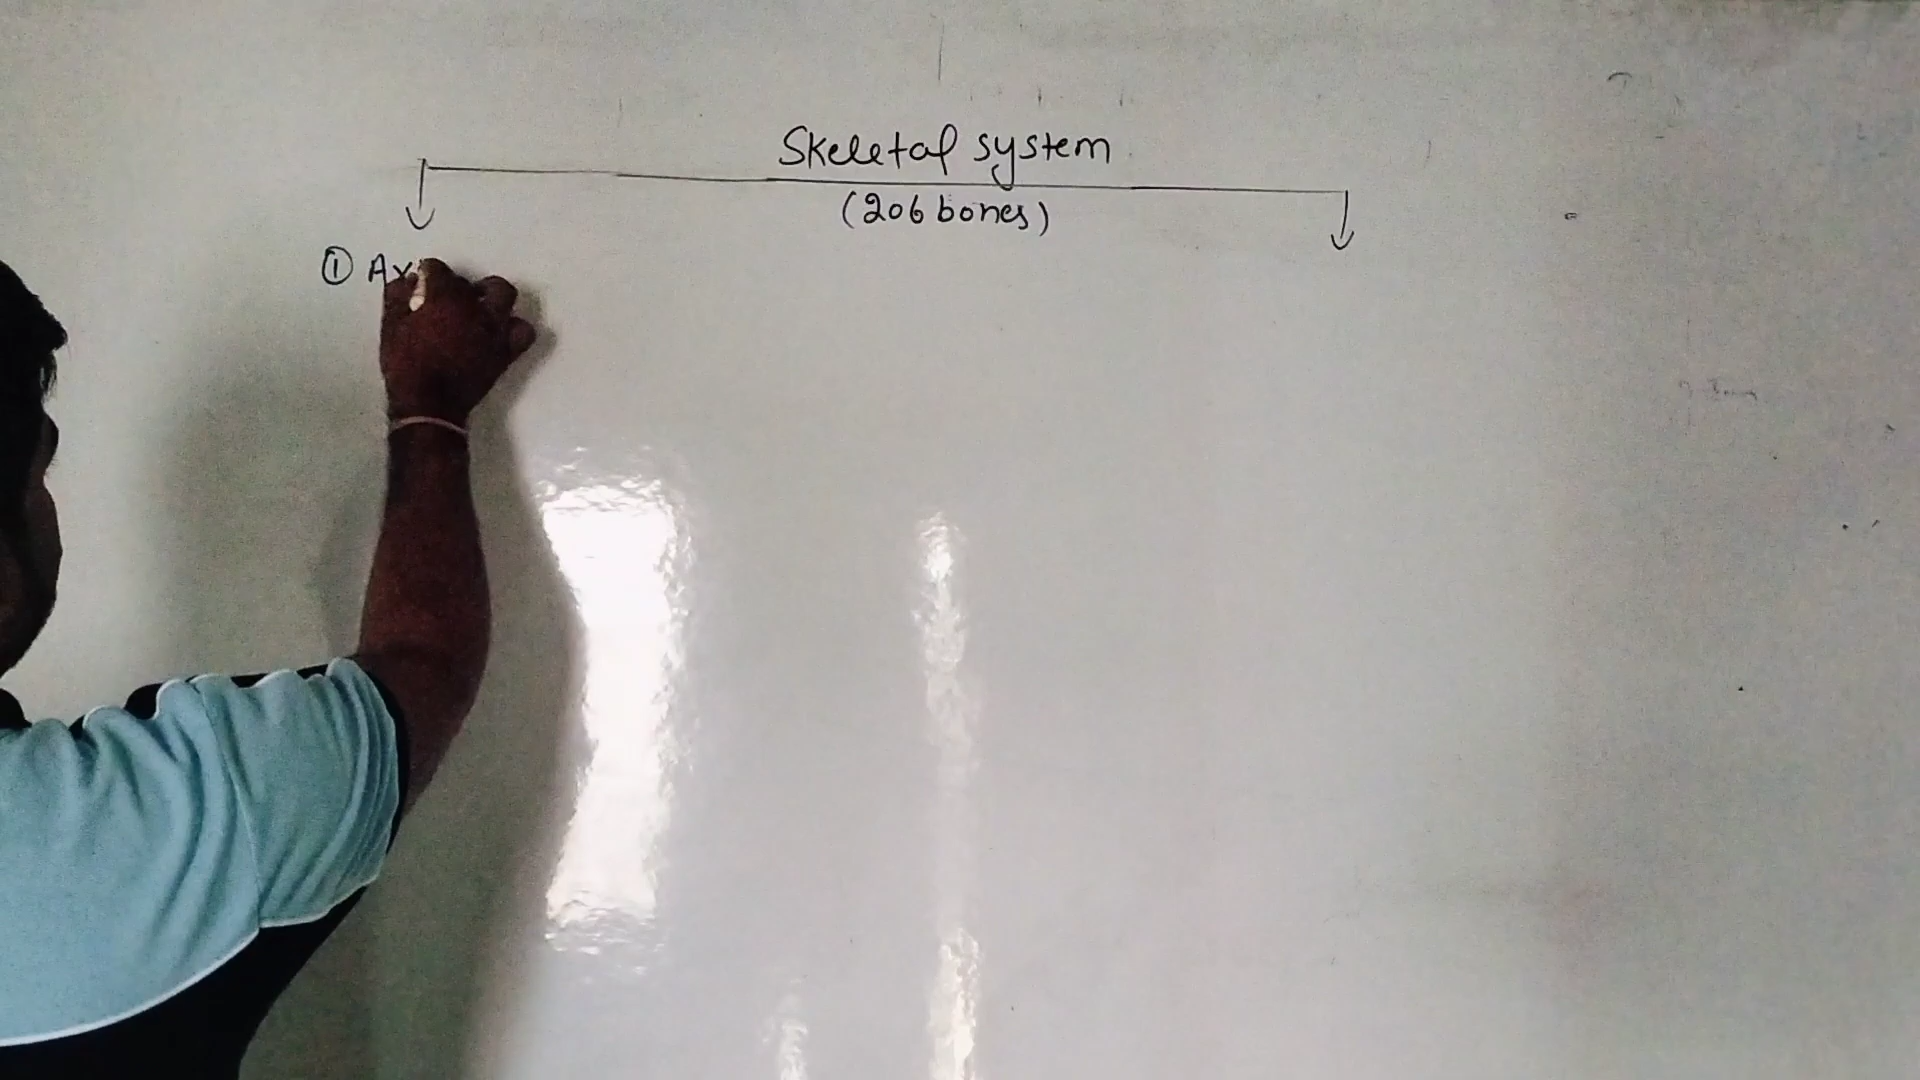 Skeletal system
(206 bones)
① Ax